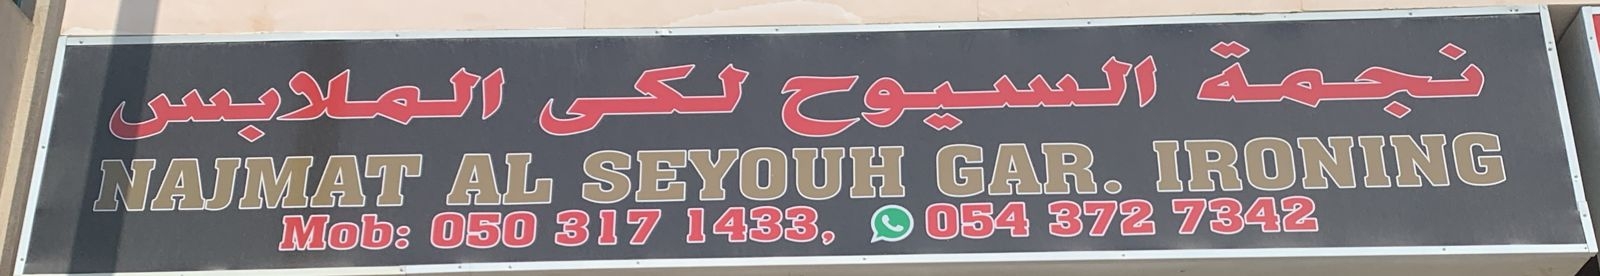 نجمة السيوح لكى الملابس
NAJMAT AL SEYOUH GAR. IRONING
Mob: 050 317 1433, 054 372 7342